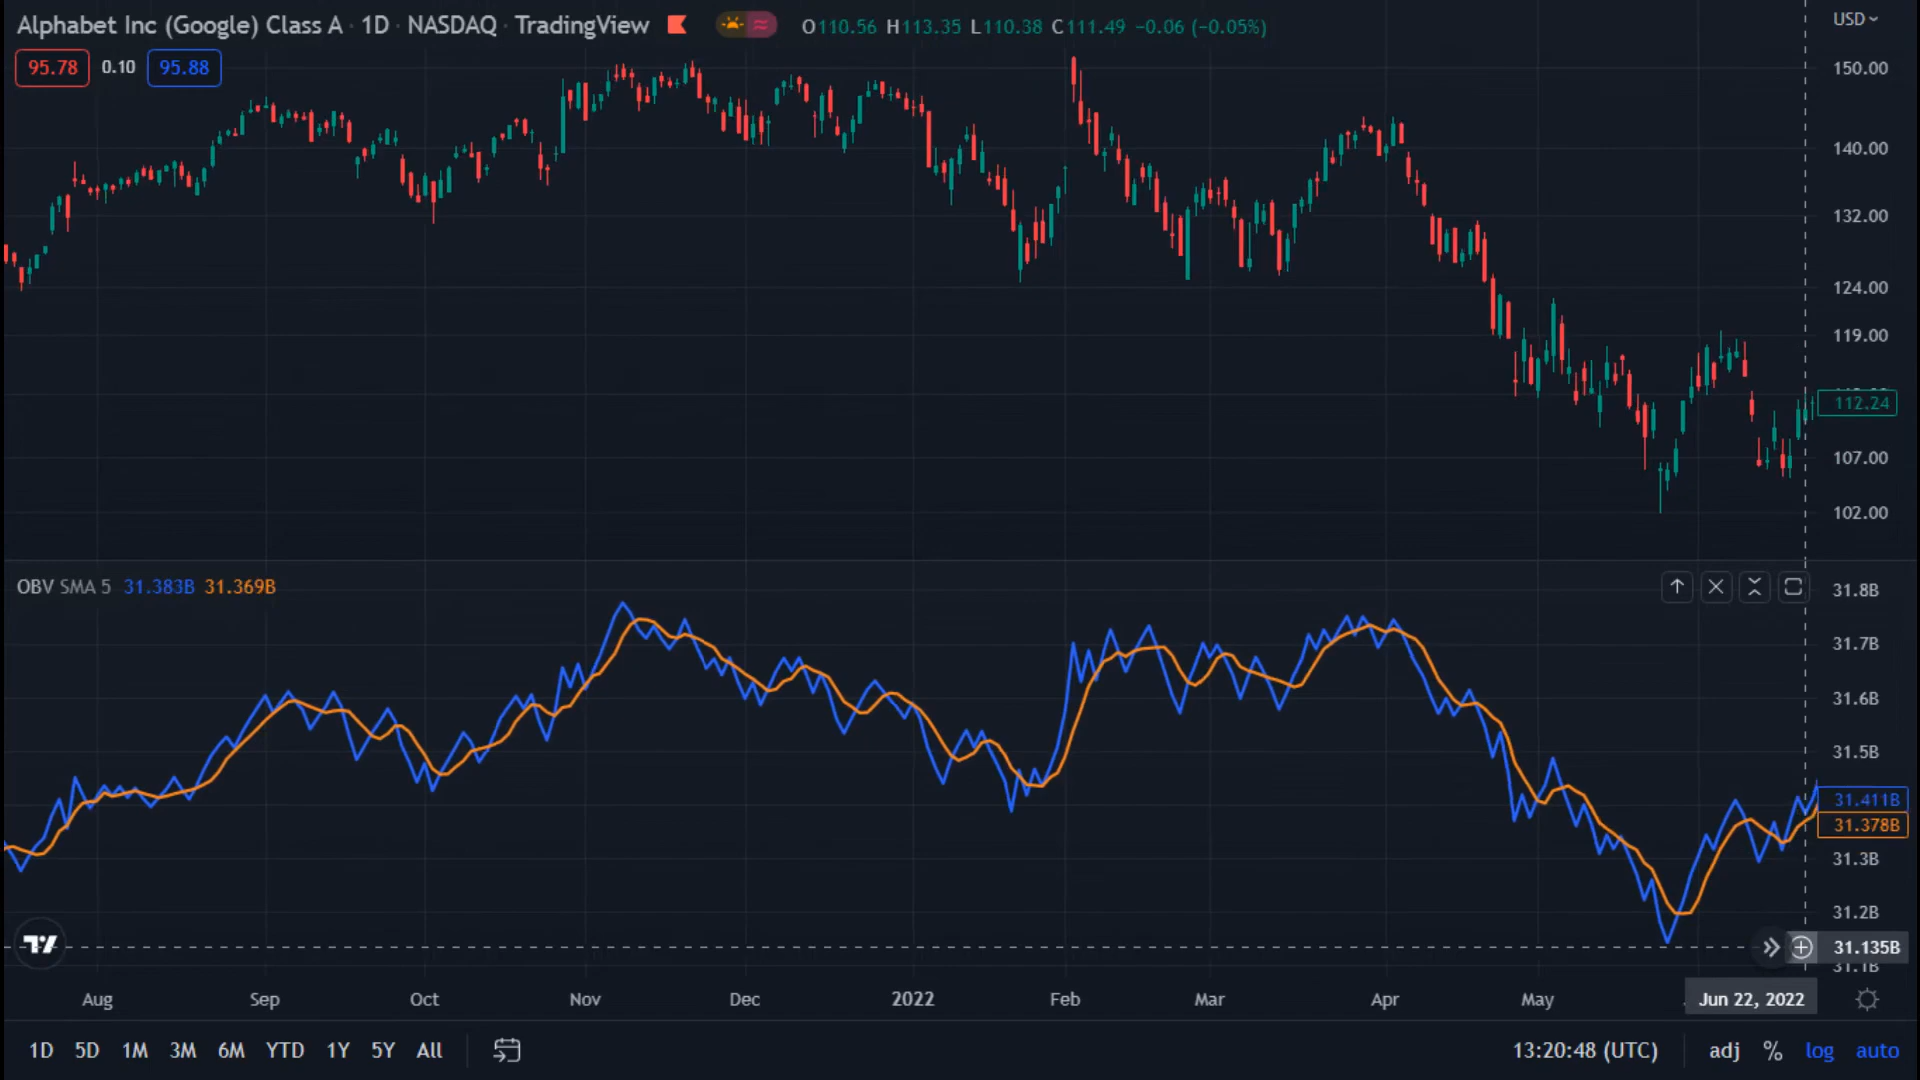 Alphabet Inc (Google) Class A · 1D · NASDAQ · TradingView O110.56 H113.35 L110.38 C111.49 −0.06 (−0.05%) USD
95.78 0.10 95.88
150.00
140.00
132.00
124.00
119.00
112.24
107.00
102.00
OBV SMA 5 31.383B 31.369B
31.8B
31.7B
31.6B
31.5B
31.411B
31.378B
31.3B
31.2B
31.135B
31.1B
Aug Sep Oct Nov Dec 2022 Feb Mar Apr May Jun 22, 2022
1D 5D 1M 3M 6M YTD 1Y 5Y All 13:20:48 (UTC) adj % log auto